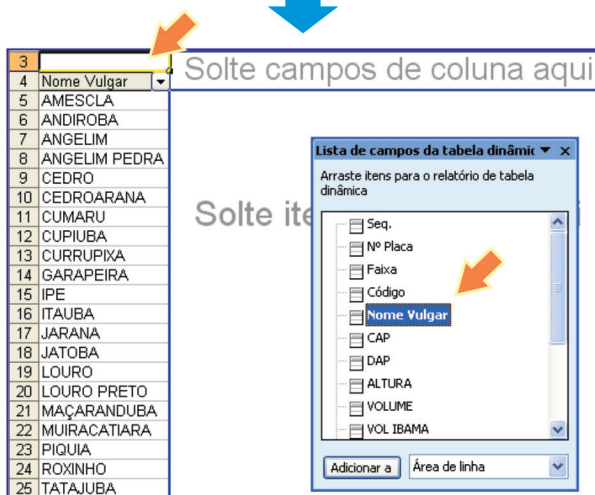 3
Solte campos de coluna aqui
4 Nome Vulgar
5 AMESCLA
6 ANDIROBA
7 ANGELIM
8 ANGELIM PEDRA
9 CEDRO
10 CEDROARANA
11 CUMARU
12 CUPIUBA
13 CURRUPIXA
14 GARAPEIRA
15 IPE
16 ITAUBA
17 JARANA
18 JATOBA
19 LOURO
20 LOURO PRETO
21 MAÇARANDUBA
22 MUIRACATIARA
23 PIQUIA
24 ROXINHO
25 TATAJUBA
Solte
Lista de campos da tabela
Arraste itens para o relatório de tabela
dinâmica
Seq.
Nº Placa
Faixa
Código
Nome Vulgar
CAP
DAP
ALTURA
VOLUME
VOL IBAMA
Adicionar a Área de linha